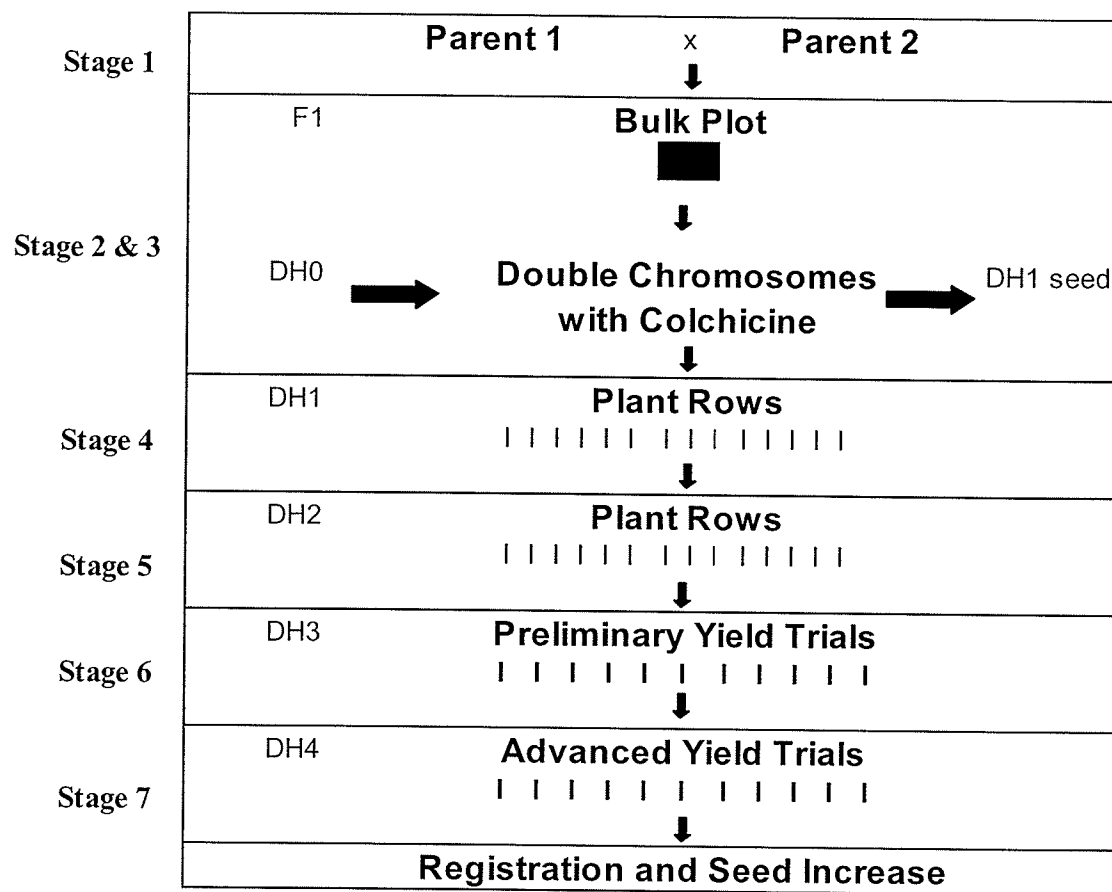 Stage 1
Parent 1 x Parent 2
F1
Bulk Plot
Stage 2 & 3
DH0
Double Chromosomes
with Colchicine
DH1 seed
DH1
Plant Rows
Stage 4
DH2
Plant Rows
Stage 5
DH3
Preliminary Yield Trials
Stage 6
DH4
Advanced Yield Trials
Stage 7
Registration and Seed Increase